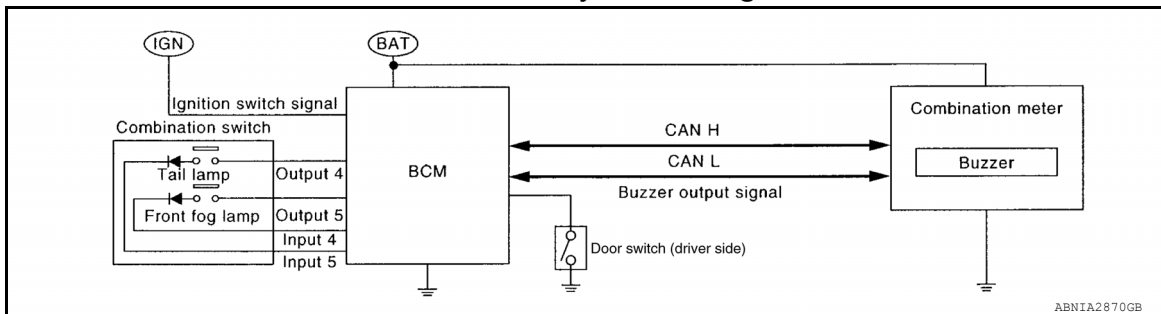 IGN
BAT
Ignition switch signal
Combination switch
Tail lamp
Output 4
Front fog lamp
Output 5
Input 4
Input 5
BCM
CAN H
CAN L
Buzzer output signal
Door switch (driver side)
Combination meter
Buzzer
ABNIA2870GB